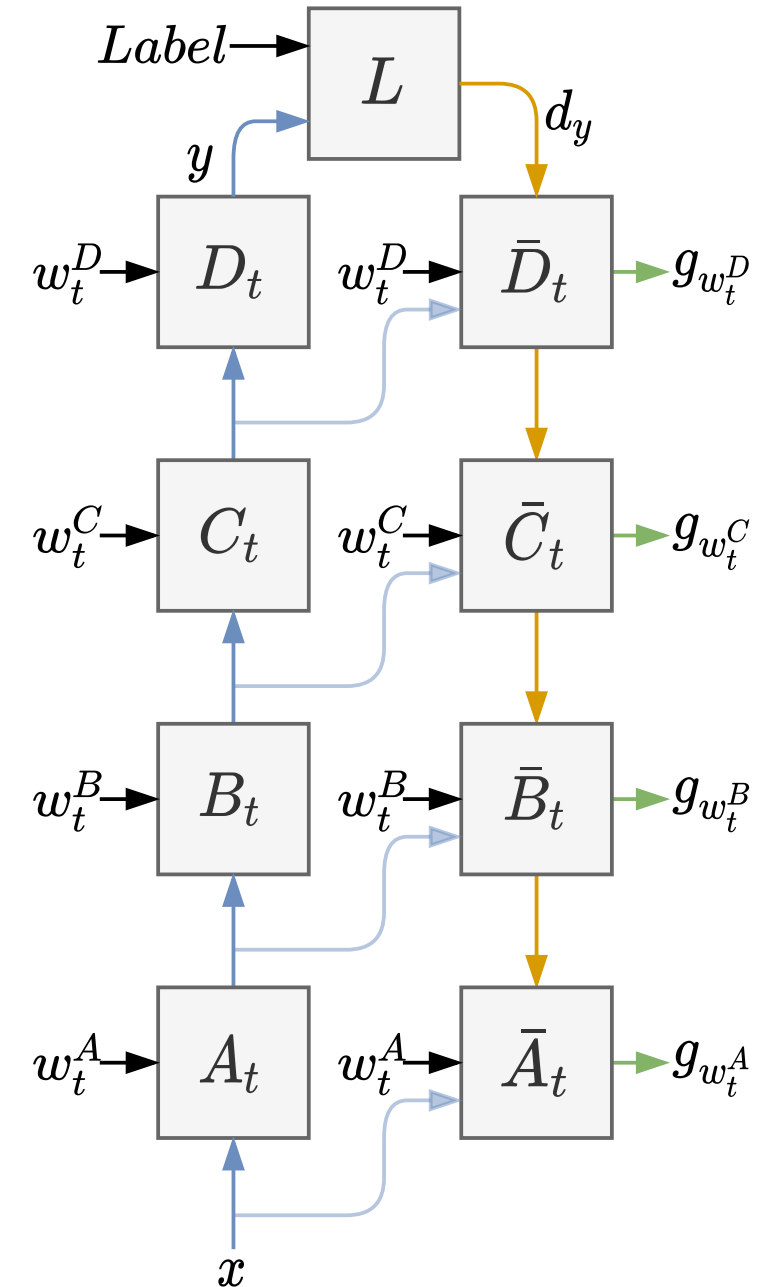 Label
L
d_y
y
w_t^D
D_t
w_t^D
D̄_t
g_{w_t^D}
w_t^C
C_t
w_t^C
C̄_t
g_{w_t^C}
w_t^B
B_t
w_t^B
B̄_t
g_{w_t^B}
w_t^A
A_t
w_t^A
Ā_t
g_{w_t^A}
x